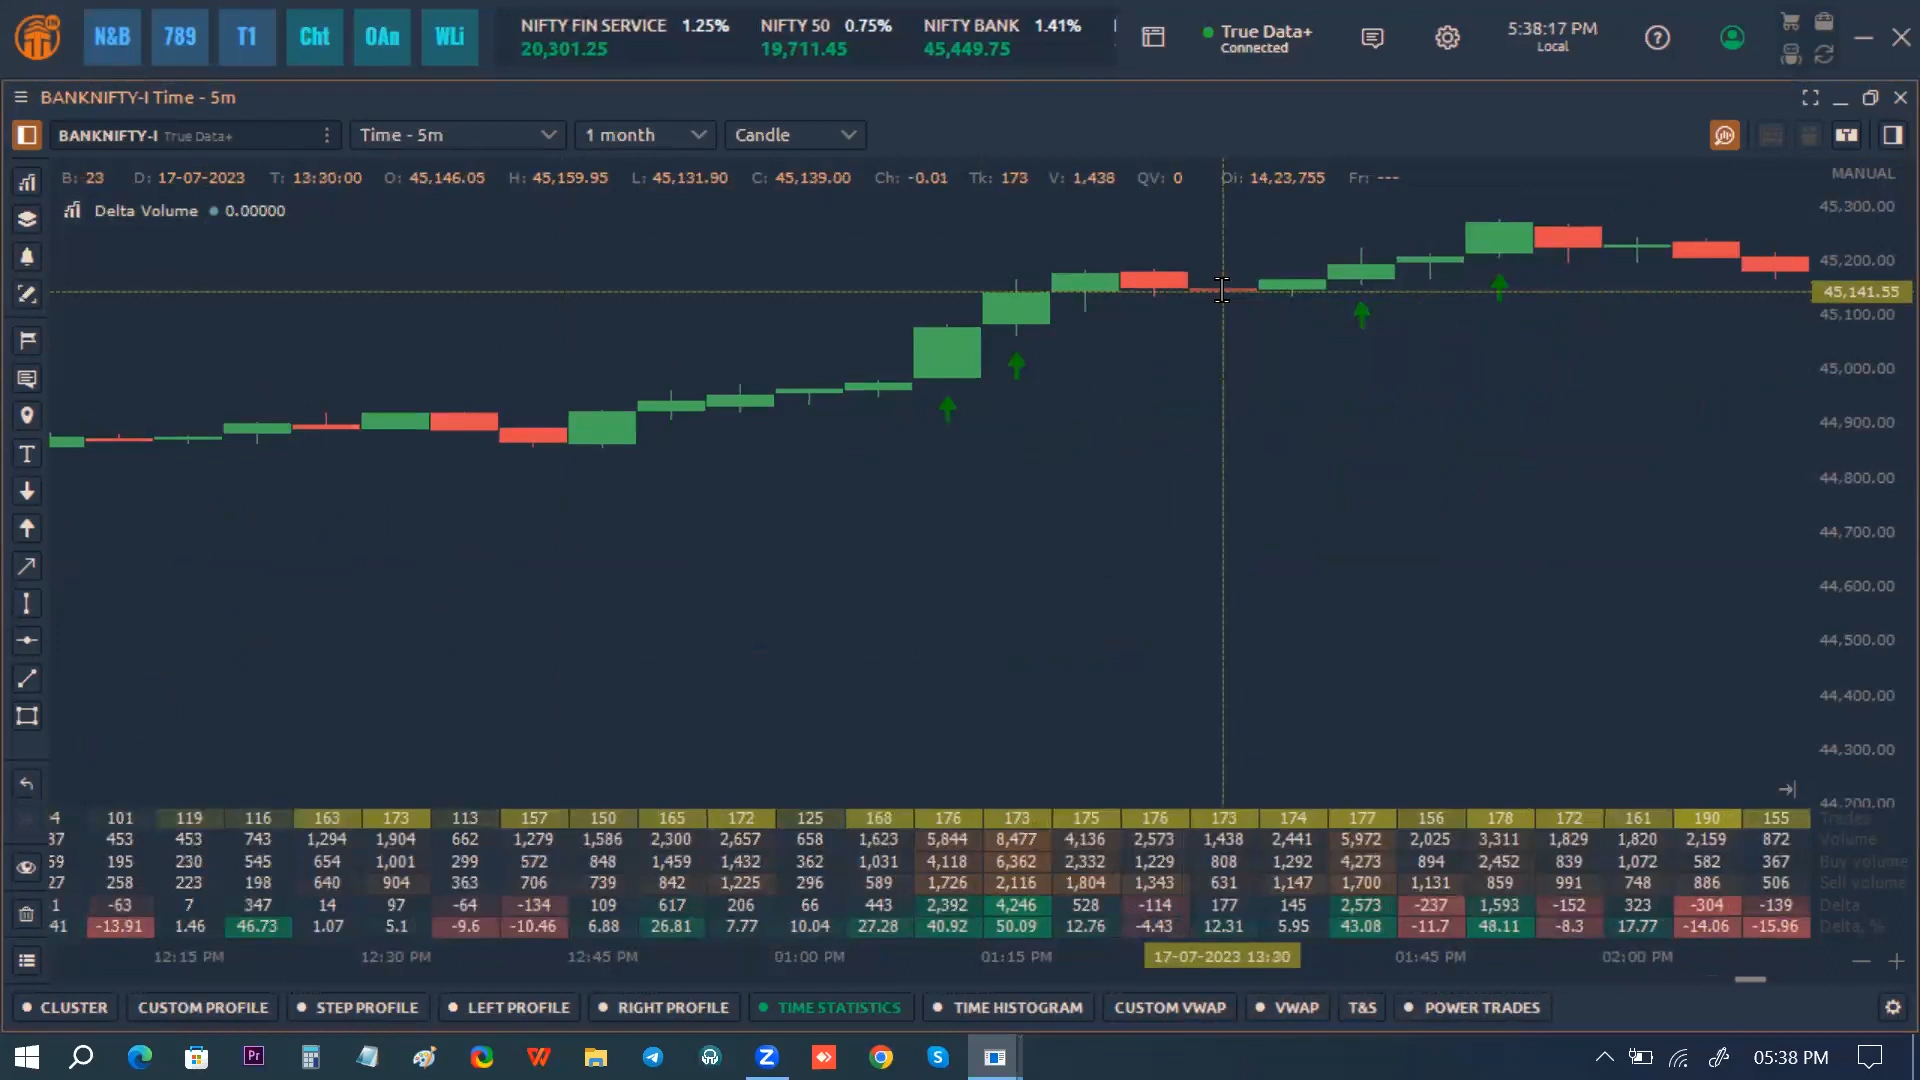 N&B 789 T1 Cht OAn WLi
NIFTY FIN SERVICE 1.25% NIFTY 50 0.75% NIFTY BANK 1.41%
20,301.25 19,711.45 45,449.75
True Data+
Connected
5:38:17 PM
Local
BANKNIFTY-I Time - 5m
BANKNIFTY-I True Data+ Time - 5m 1 month Candle
B: 23 D: 17-07-2023 T: 13:30:00 O: 45,146.05 H: 45,159.95 L: 45,131.90 C: 45,139.00 Ch: -0.01 Tk: 173 V: 1,438 QV: 0 Oi: 14,23,755 Fr: ---
MANUAL
Delta Volume 0.00000
45,300.00
45,200.00
45,141.55
45,100.00
45,000.00
44,900.00
44,800.00
44,700.00
44,600.00
44,500.00
44,400.00
44,300.00
44,200.00
4 101 119 116 163 173 113 157 150 165 172 125 168 176 173 175 176 173 174 177 156 178 172 161 190 155 Trades
87 453 453 743 1,294 1,904 662 1,279 1,586 2,300 2,657 658 1,623 5,844 8,477 4,136 2,573 1,438 2,441 5,972 2,025 3,311 1,829 1,820 2,159 872 Volume
59 195 230 545 654 1,001 299 572 848 1,459 1,432 362 1,031 4,118 6,362 2,332 1,229 808 1,292 4,273 894 2,452 839 1,072 582 367 Buy volume
27 258 223 198 640 904 363 706 739 842 1,225 296 589 1,726 2,116 1,804 1,343 631 1,147 1,700 1,131 859 991 748 886 506 Sell volume
1 -63 7 347 14 97 -64 -134 109 617 206 66 443 2,392 4,246 528 -114 177 145 2,573 -237 1,593 -152 323 -304 -139 Delta
41 -13.91 1.46 46.73 1.07 5.1 -9.6 -10.46 6.88 26.81 7.77 10.04 27.28 40.92 50.09 12.76 -4.43 12.31 5.95 43.08 -11.7 48.11 -8.3 17.77 -14.06 -15.96 Delta, %
12:15 PM 12:30 PM 12:45 PM 01:00 PM 01:15 PM 17-07-2023 13:30 01:45 PM 02:00 PM
CLUSTER CUSTOM PROFILE STEP PROFILE LEFT PROFILE RIGHT PROFILE TIME STATISTICS TIME HISTOGRAM CUSTOM VWAP VWAP T&S POWER TRADES
05:38 PM